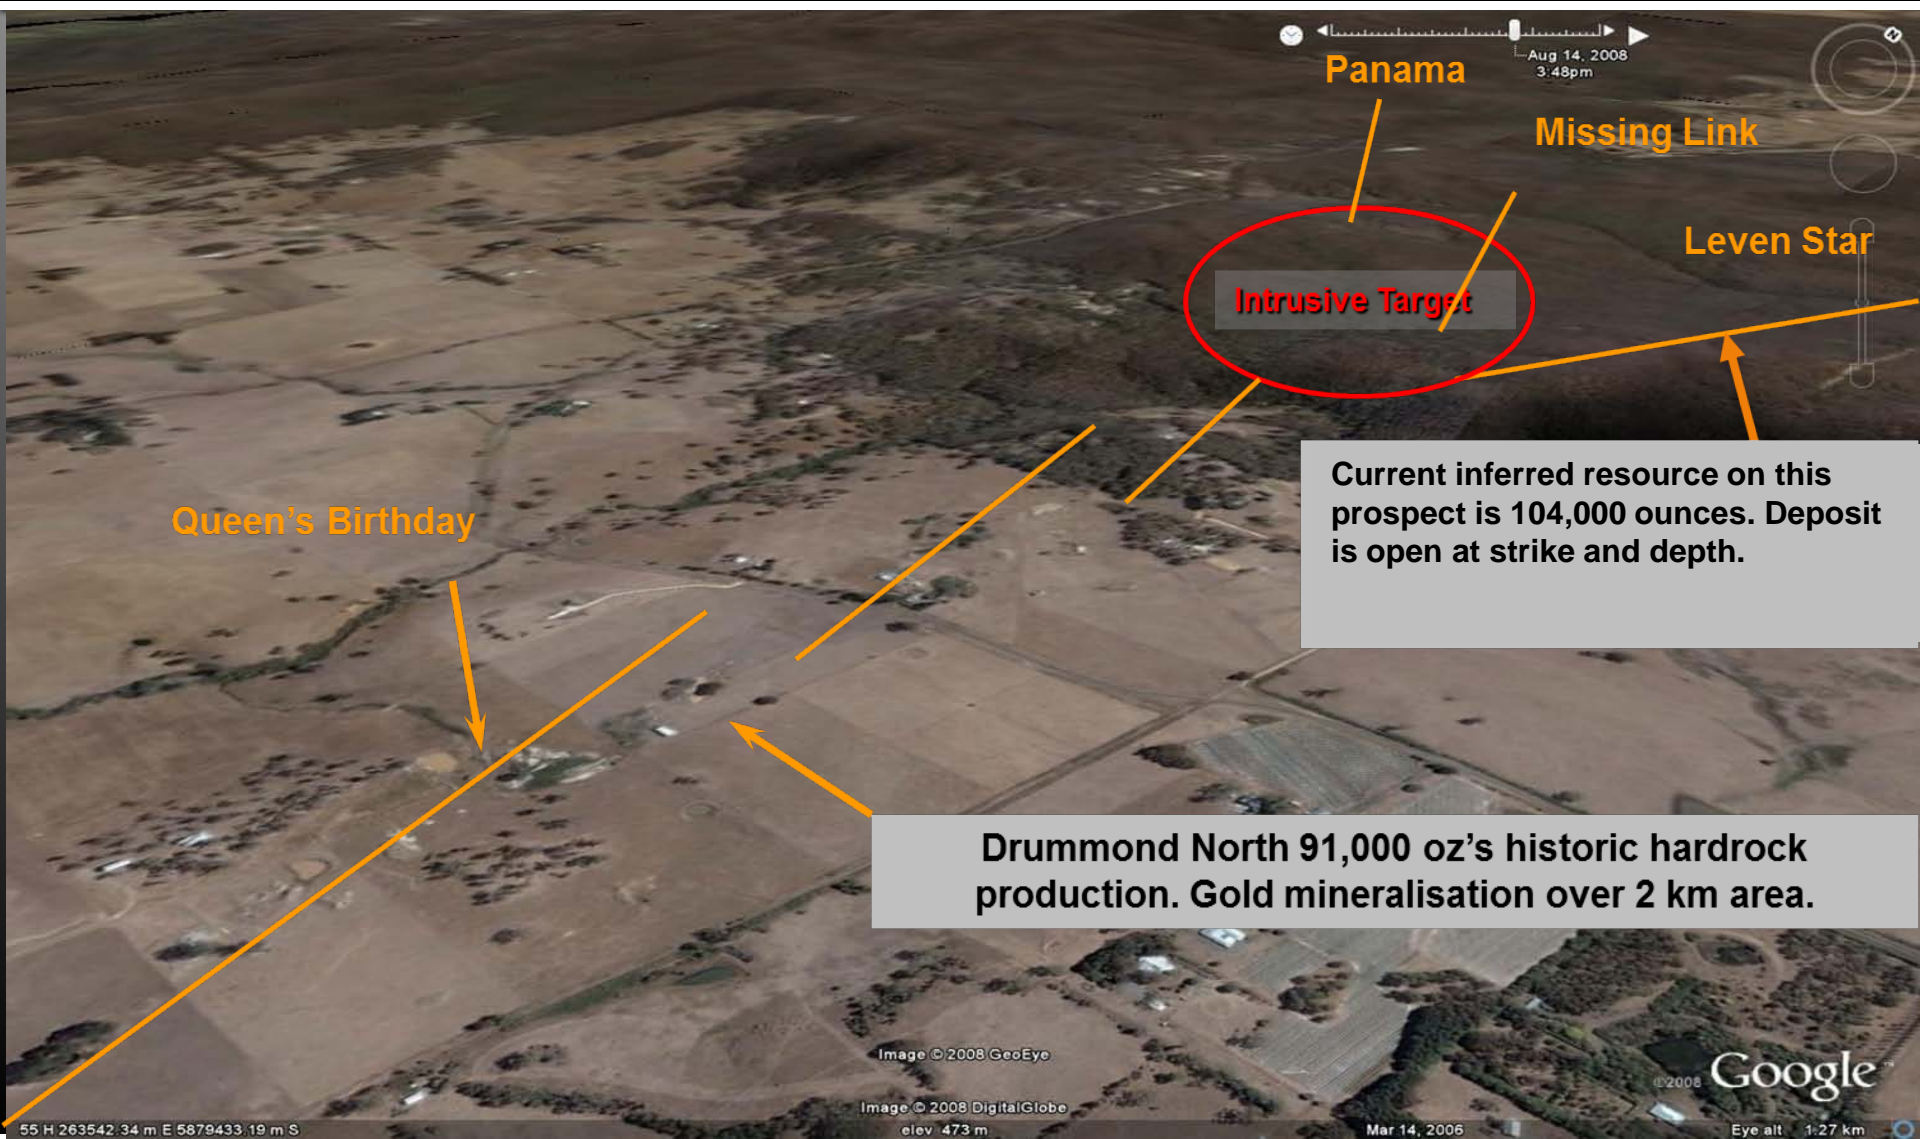 Aug 14, 2008
3:48pm
Panama
Missing Link
Leven Star
Intrusive Target
Current inferred resource on this
prospect is 104,000 ounces. Deposit
is open at strike and depth.
Queen’s Birthday
Drummond North 91,000 oz’s historic hardrock
production. Gold mineralisation over 2 km area.
Image © 2008 GeoEye
©2008 Google™
Image © 2008 DigitalGlobe
55 H 263542.34 m E 5879433.19 m S
elev 473 m
Mar 14, 2006
Eye alt 1.27 km